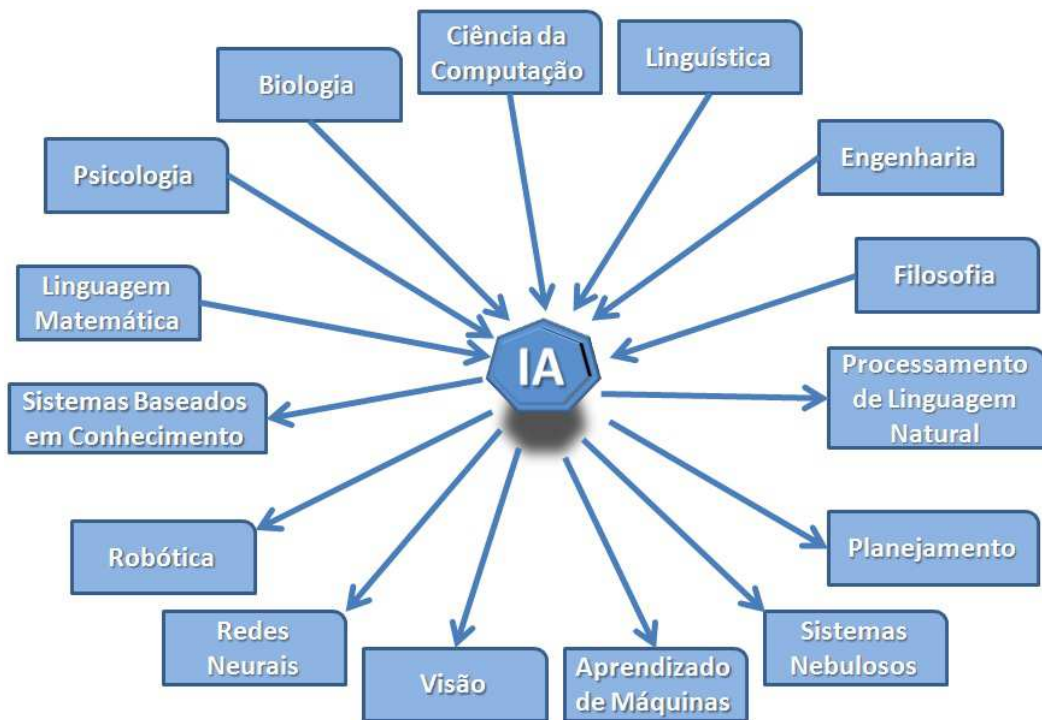 Ciência da
Computação
Linguística
Biologia
Engenharia
Psicologia
Filosofia
Linguagem
Matemática
IA
Processamento
de Linguagem
Natural
Sistemas Baseados
em Conhecimento
Robótica
Planejamento
Redes
Neurais
Sistemas
Nebulosos
Visão
Aprendizado
de Máquinas